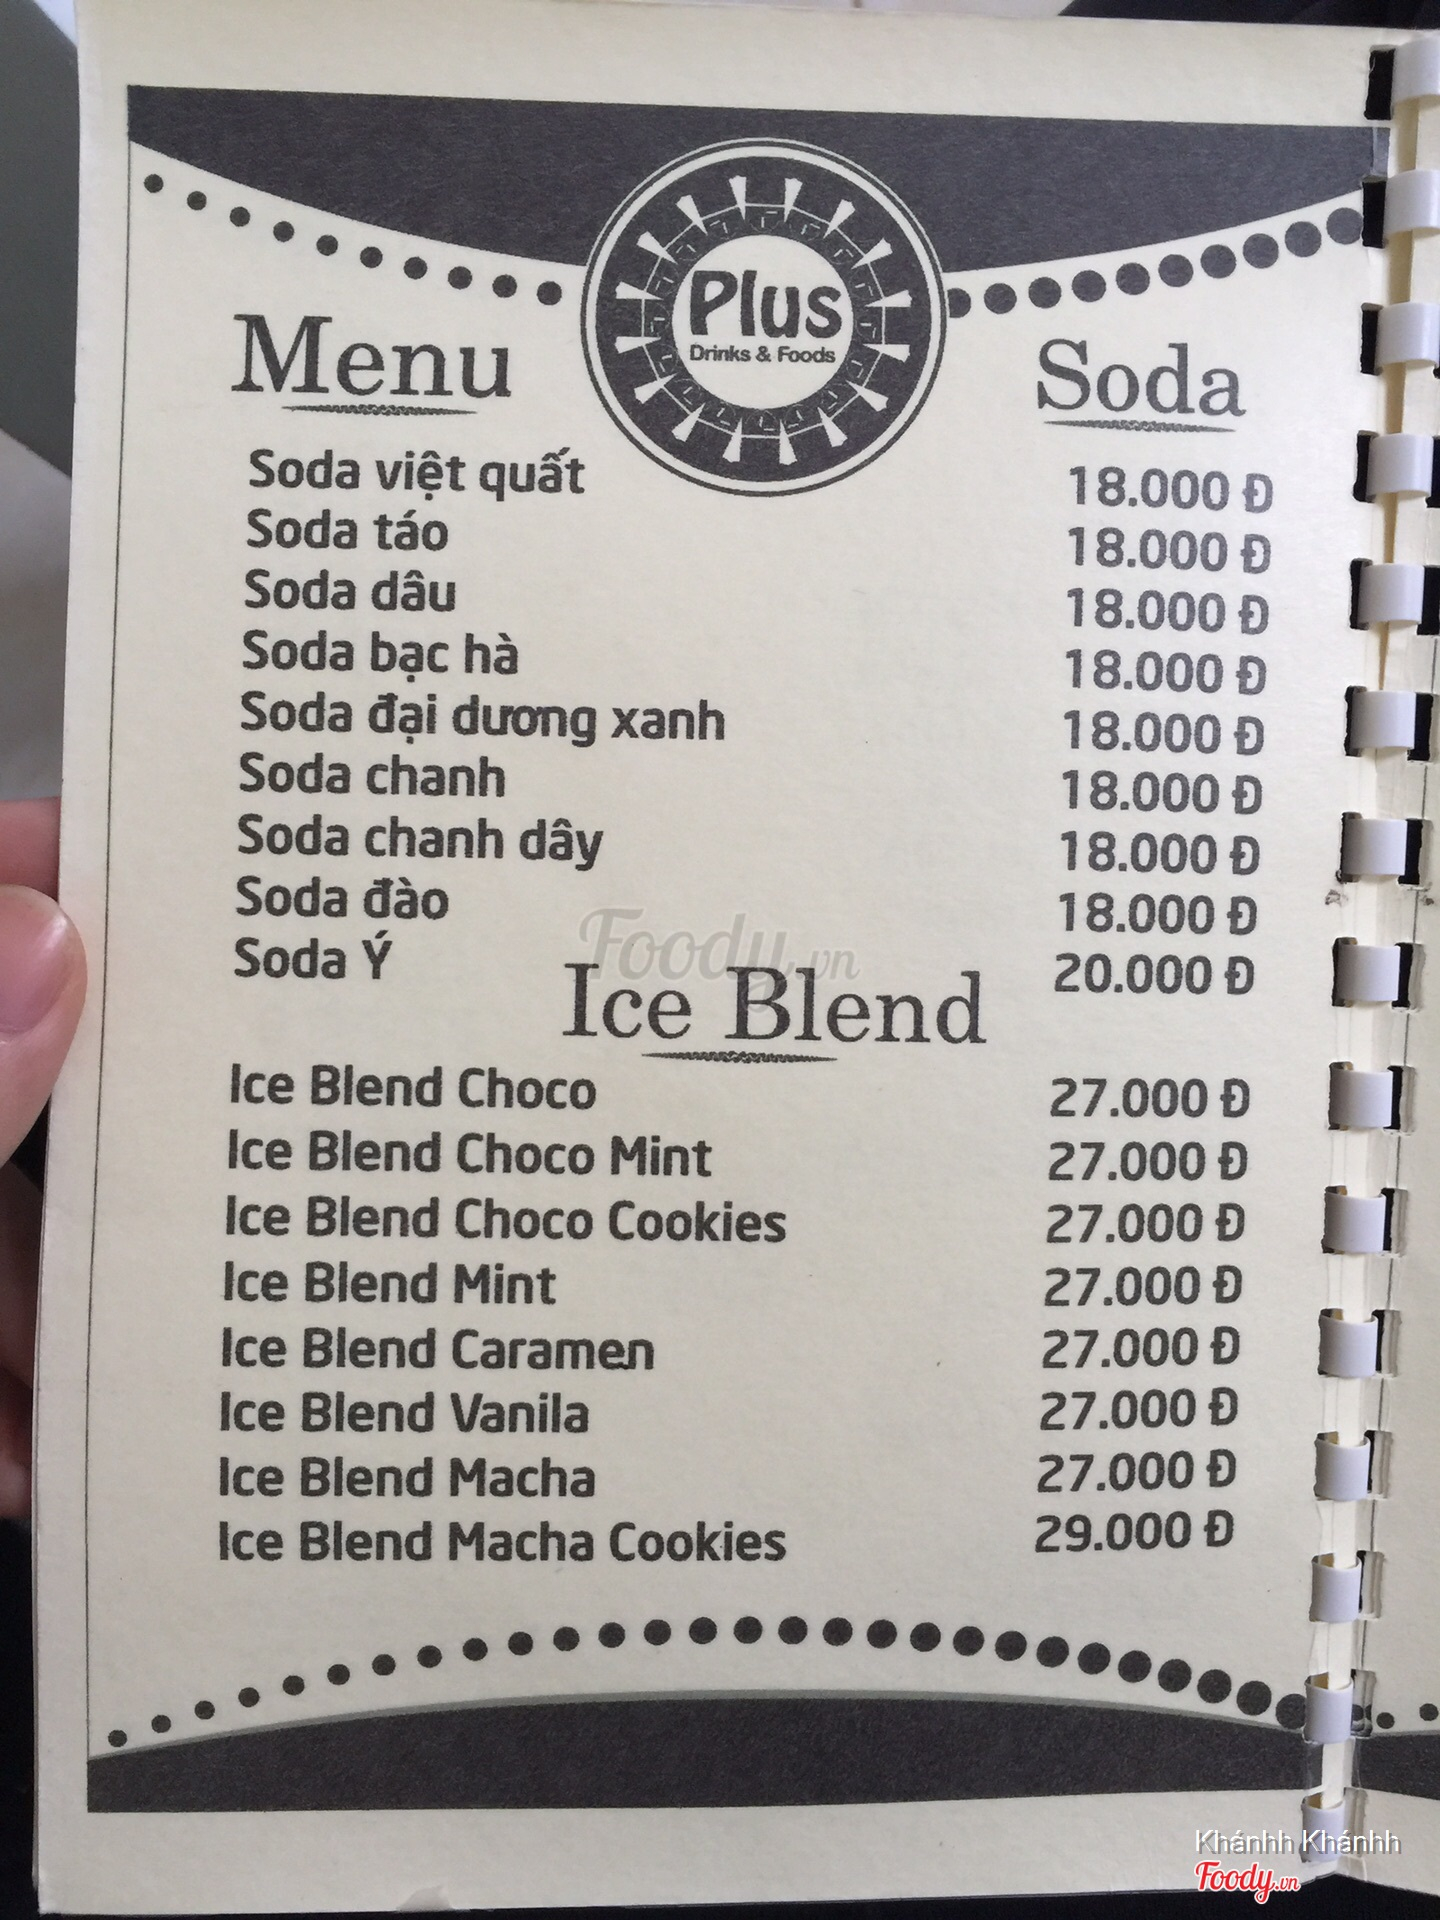 Plus
Drinks & Foods
Menu
Soda
Soda việt quất 18.000 Đ
Soda táo 18.000 Đ
Soda dâu 18.000 Đ
Soda bạc hà 18.000 Đ
Soda đại dương xanh 18.000 Đ
Soda chanh 18.000 Đ
Soda chanh dây 18.000 Đ
Soda đào 18.000 Đ
Soda Ý 20.000 Đ
Foody.vn
Ice Blend
Ice Blend Choco 27.000 Đ
Ice Blend Choco Mint 27.000 Đ
Ice Blend Choco Cookies 27.000 Đ
Ice Blend Mint 27.000 Đ
Ice Blend Caramen 27.000 Đ
Ice Blend Vanila 27.000 Đ
Ice Blend Macha 27.000 Đ
Ice Blend Macha Cookies 29.000 Đ
Khánhh Khánhh
Foody.vn